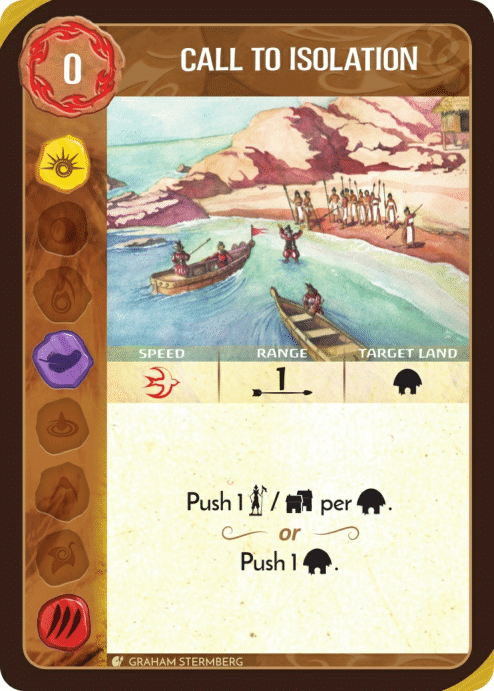 0
CALL TO ISOLATION
SPEED RANGE TARGET LAND
1
Push 1 / per .
or
Push 1 .
GRAHAM STERMBERG